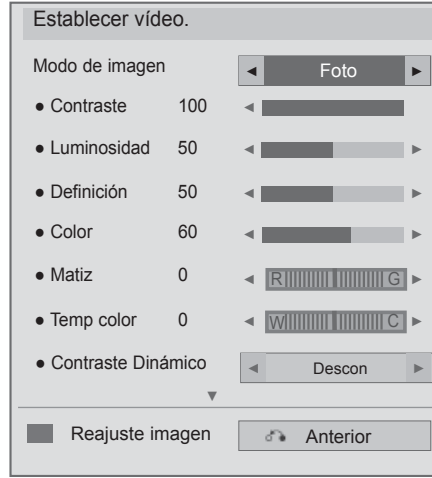 Establecer vídeo.
Modo de imagen ◄ Foto ►
● Contraste 100 ◄
● Luminosidad 50 ◄ ►
● Definición 50 ◄ ►
● Color 60 ◄ ►
● Matiz 0 ◄ R G ►
● Temp color 0 ◄ W C ►
● Contraste Dinámico ◄ Descon ►
▼
Reajuste imagen Anterior